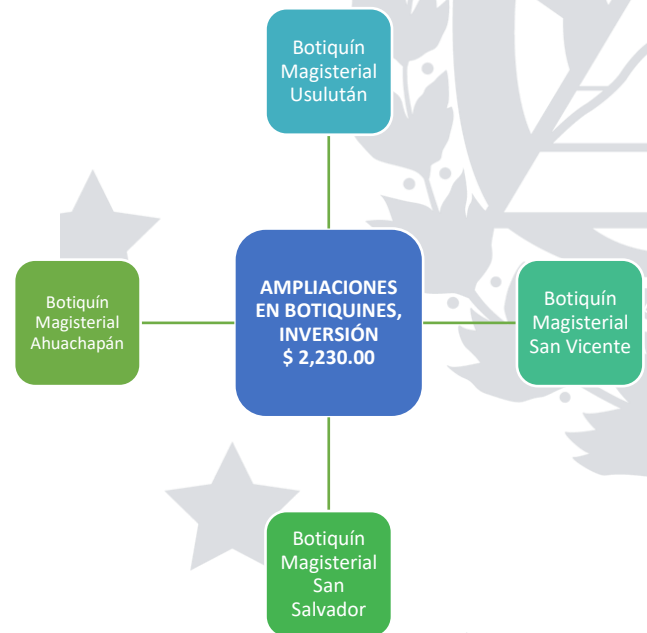 Botiquín
Magisterial
Usulután
AMPLIACIONES
EN BOTIQUINES,
INVERSIÓN
$ 2,230.00
Botiquín
Magisterial
Ahuachapán
Botiquín
Magisterial
San Vicente
Botiquín
Magisterial
San
Salvador